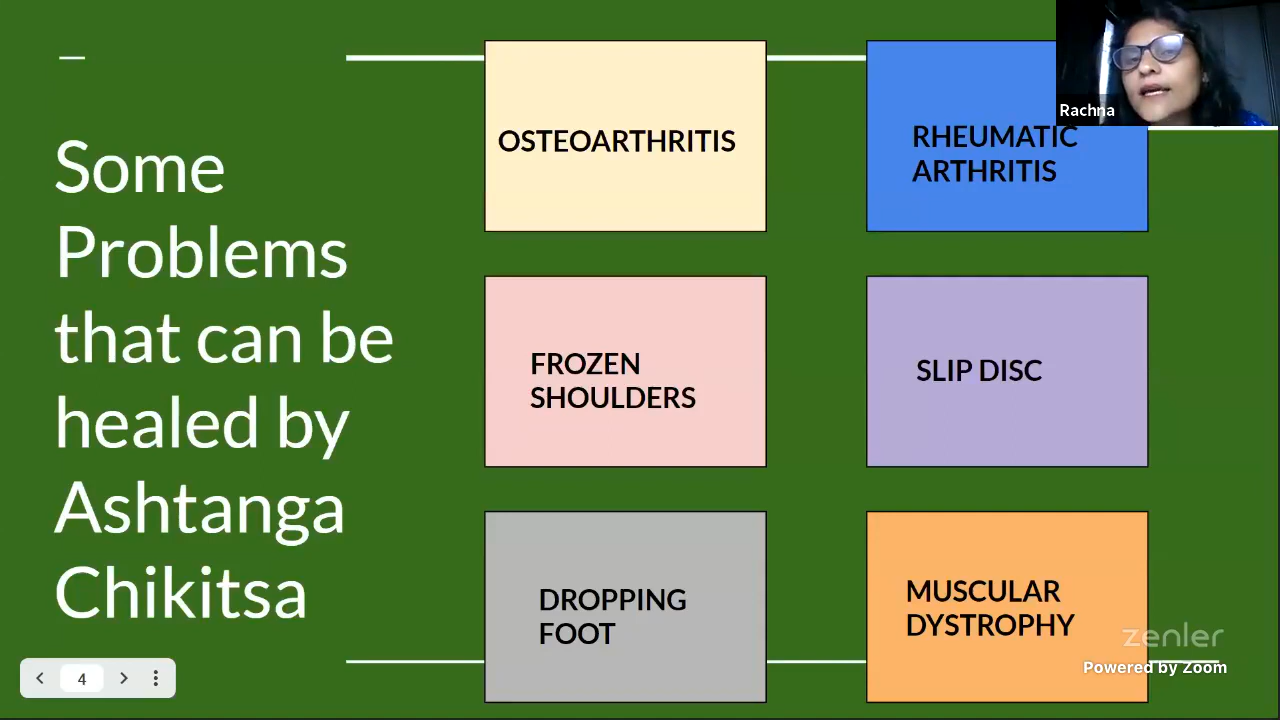 Some
Problems
that can be
healed by
Ashtanga
Chikitsa
OSTEOARTHRITIS
RHEUMATIC
ARTHRITIS
FROZEN
SHOULDERS
SLIP DISC
DROPPING
FOOT
MUSCULAR
DYSTROPHY
Rachna
zenler
Powered by Zoom
4